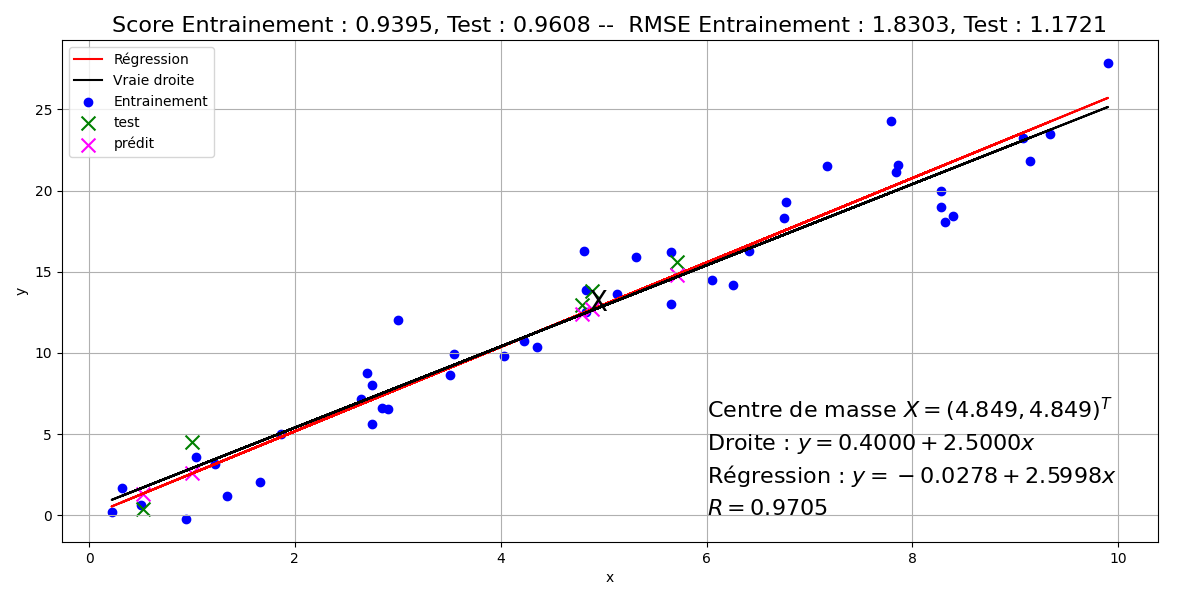 Score Entrainement : 0.9395, Test : 0.9608 --  RMSE Entrainement : 1.8303, Test : 1.1721
Régression
Vraie droite
Entrainement
test
prédit
25
20
15
10
5
0
y
Centre de masse X = (4.849, 4.849)^T
Droite : y = 0.4000 + 2.5000x
Régression : y = −0.0278 + 2.5998x
R = 0.9705
0 2 4 6 8 10
x